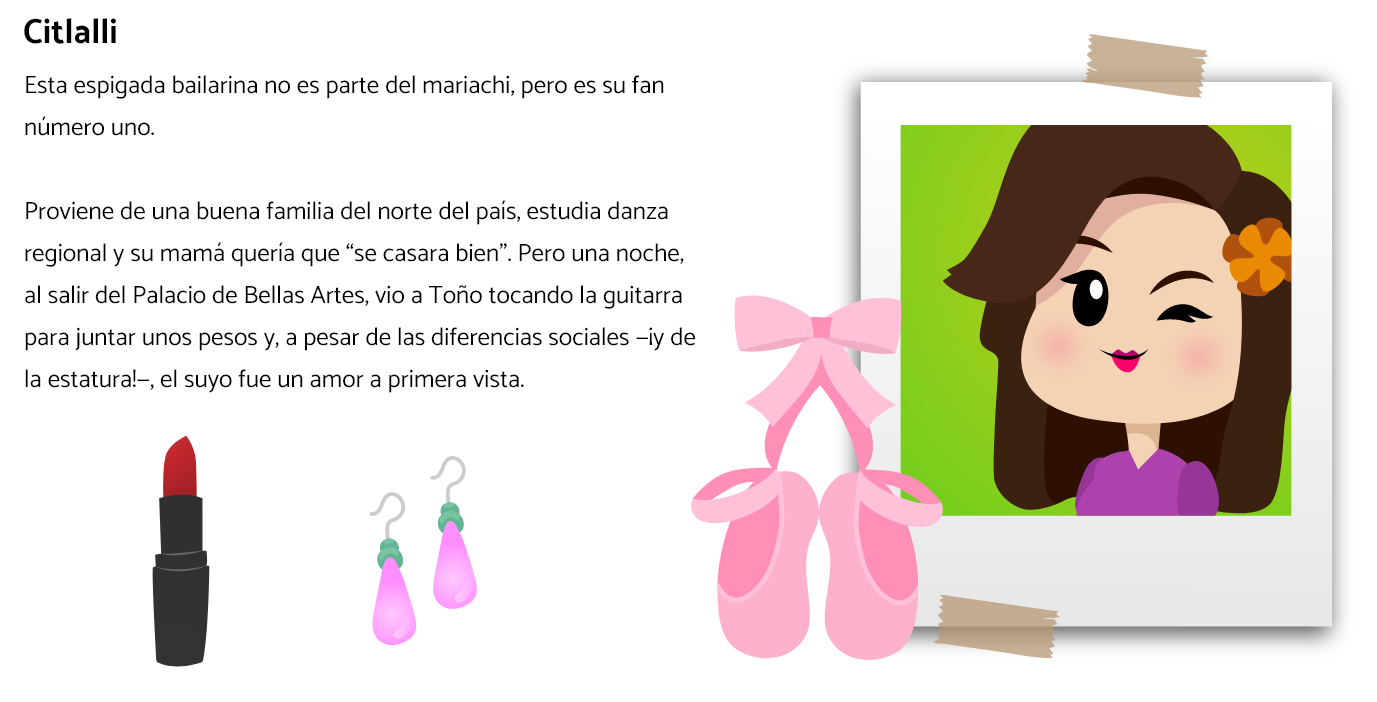 Citlalli
Esta espigada bailarina no es parte del mariachi, pero es su fan
número uno.
Proviene de una buena familia del norte del país, estudia danza
regional y su mamá quería que “se casara bien”. Pero una noche,
al salir del Palacio de Bellas Artes, vio a Toño tocando la guitarra
para juntar unos pesos y, a pesar de las diferencias sociales –¡y de
la estatura!–, el suyo fue un amor a primera vista.